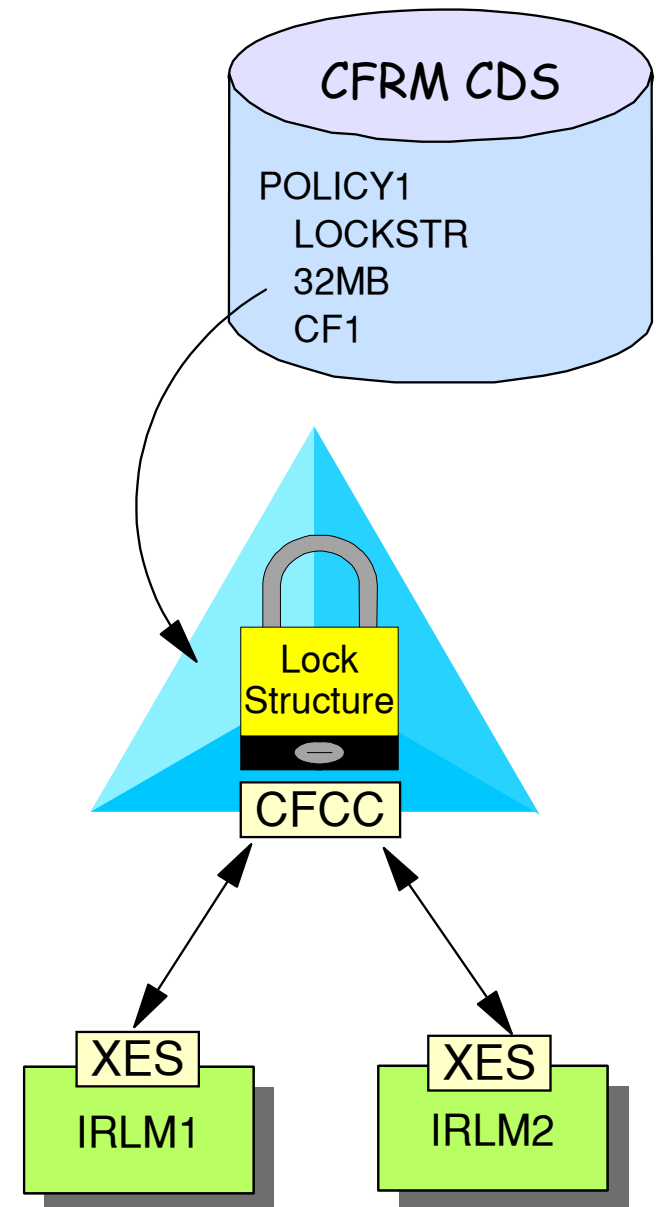 CFRM CDS
POLICY1
LOCKSTR
32MB
CF1
Lock
Structure
CFCC
XES
IRLM1
XES
IRLM2